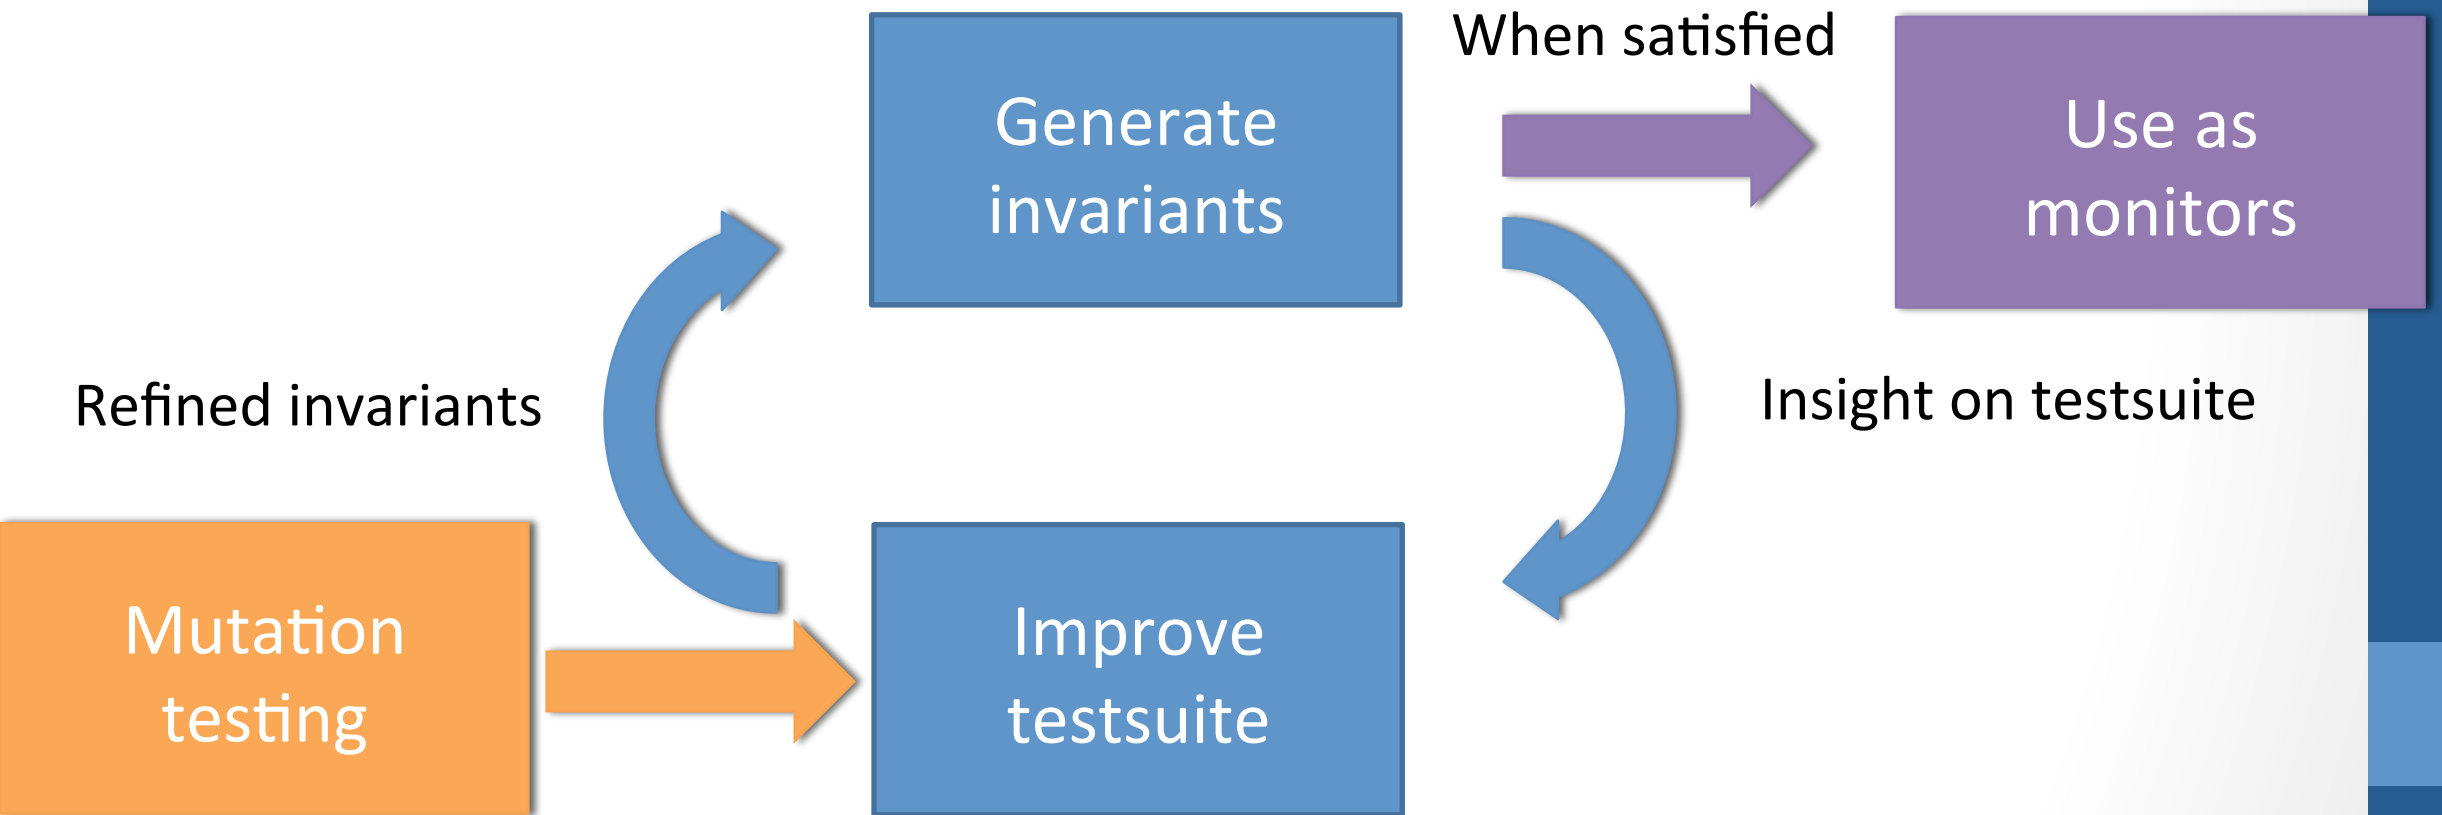 When satisfied
Generate
invariants
Use as
monitors
Refined invariants
Insight on testsuite
Mutation
testing
Improve
testsuite